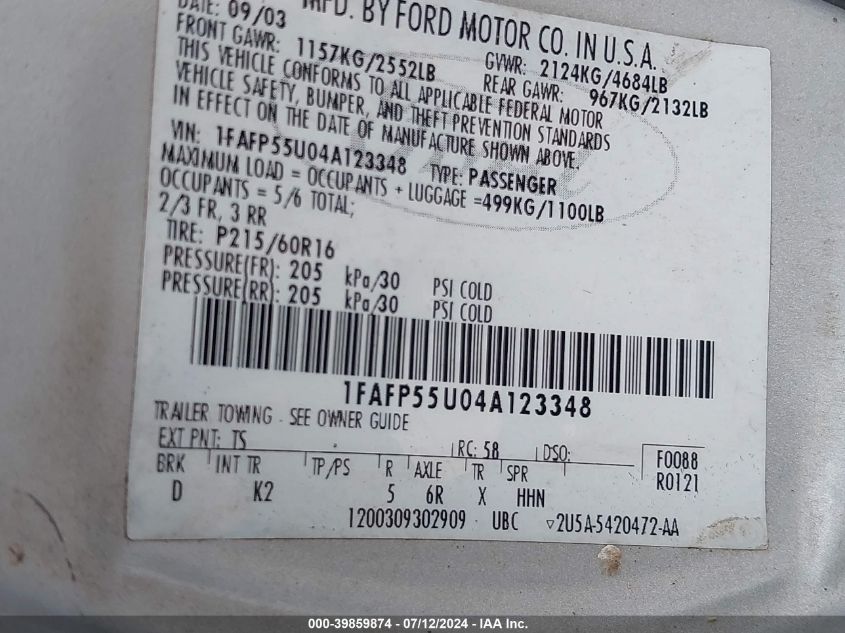 DATE: 09/03 MFD. BY FORD MOTOR CO. IN U.S.A.
FRONT GAWR: 1157KG/2552LB GVWR: 2124KG/4684LB
REAR GAWR: 967KG/2132LB
THIS VEHICLE CONFORMS TO ALL APPLICABLE FEDERAL MOTOR
VEHICLE SAFETY, BUMPER, AND THEFT PREVENTION STANDARDS
IN EFFECT ON THE DATE OF MANUFACTURE SHOWN ABOVE.
VIN: 1FAFP55U04A123348 TYPE: PASSENGER
MAXIMUM LOAD = OCCUPANTS + LUGGAGE =499KG/1100LB
OCCUPANTS = 5/6 TOTAL;
2/3 FR, 3 RR
TIRE: P215/60R16
PRESSURE(FR): 205 kPa/30 PSI COLD
PRESSURE(RR): 205 kPa/30 PSI COLD
1FAFP55U04A123348
TRAILER TOWING - SEE OWNER GUIDE
EXT PNT: TS RC: 58 DSO: F0088
BRK INT TR TP/PS R AXLE TR SPR R0121
D K2 5 6R X HHN
1200309302909 UBC ▽2U5A-5420472-AA
000-39859874 / 07/12/2024 - IAA Inc.